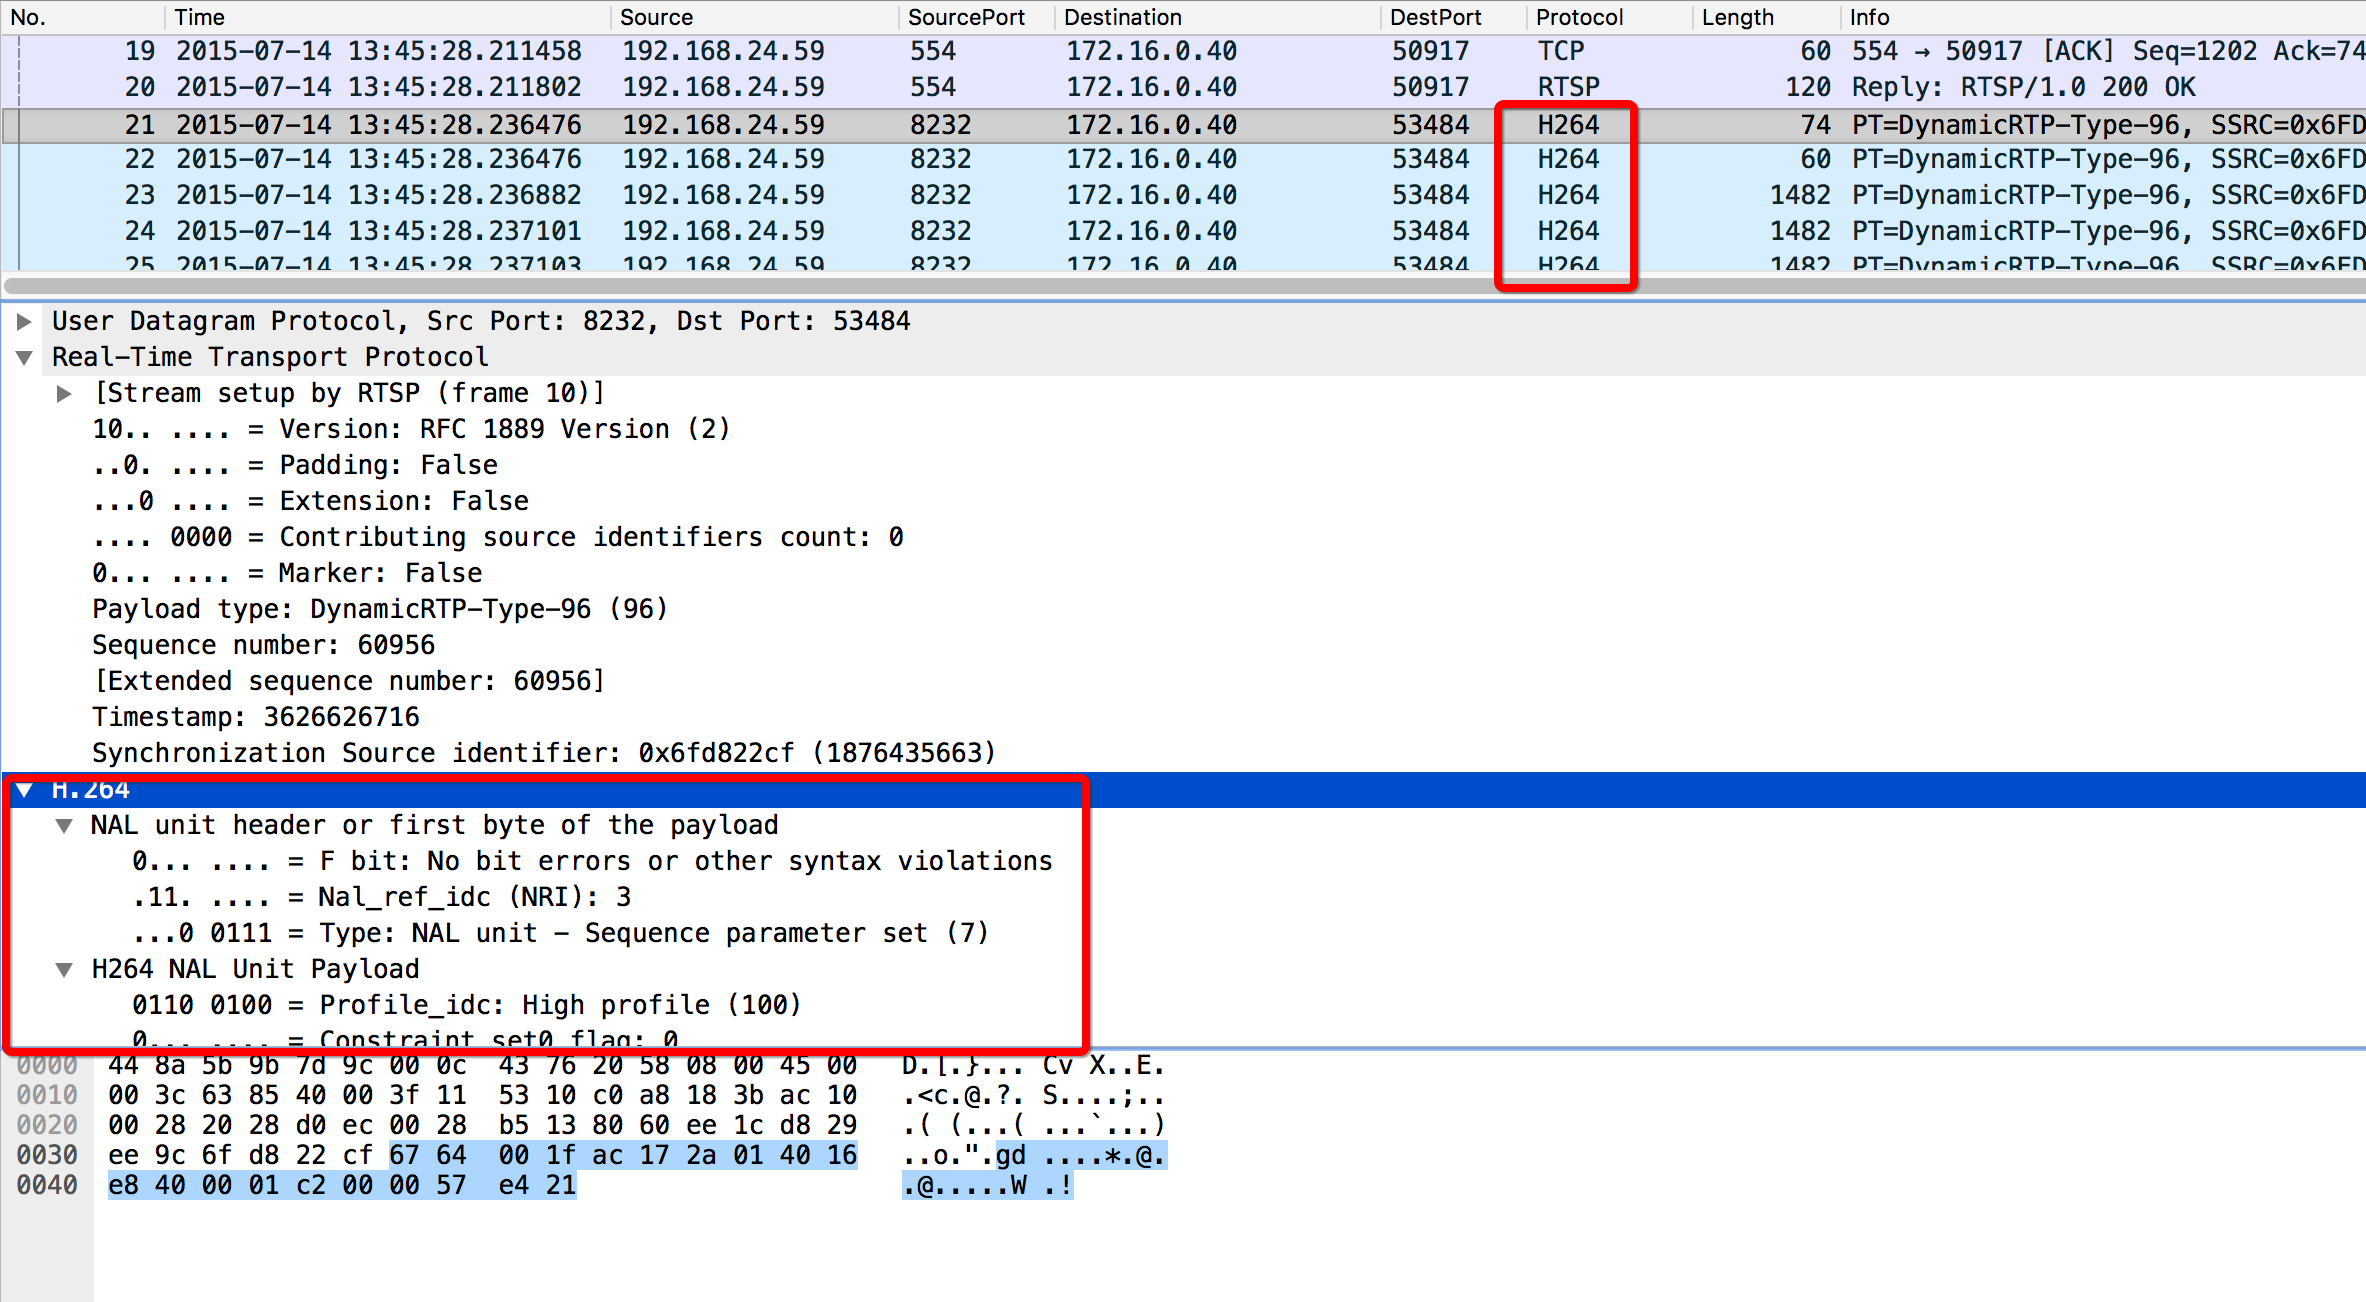 No. Time Source SourcePort Destination DestPort Protocol Length Info
19 2015-07-14 13:45:28.211458 192.168.24.59 554 172.16.0.40 50917 TCP 60 554 → 50917 [ACK] Seq=1202 Ack=74
20 2015-07-14 13:45:28.211802 192.168.24.59 554 172.16.0.40 50917 RTSP 120 Reply: RTSP/1.0 200 OK
21 2015-07-14 13:45:28.236476 192.168.24.59 8232 172.16.0.40 53484 H264 74 PT=DynamicRTP-Type-96, SSRC=0x6FD
22 2015-07-14 13:45:28.236476 192.168.24.59 8232 172.16.0.40 53484 H264 60 PT=DynamicRTP-Type-96, SSRC=0x6FD
23 2015-07-14 13:45:28.236882 192.168.24.59 8232 172.16.0.40 53484 H264 1482 PT=DynamicRTP-Type-96, SSRC=0x6FD
24 2015-07-14 13:45:28.237101 192.168.24.59 8232 172.16.0.40 53484 H264 1482 PT=DynamicRTP-Type-96, SSRC=0x6FD
25 2015-07-14 13:45:28.237103 192.168.24.59 8232 172.16.0.40 53484 H264 1482 PT=DynamicRTP-Type-96, SSRC=0x6FD
User Datagram Protocol, Src Port: 8232, Dst Port: 53484
Real-Time Transport Protocol
[Stream setup by RTSP (frame 10)]
10.. .... = Version: RFC 1889 Version (2)
..0. .... = Padding: False
...0 .... = Extension: False
.... 0000 = Contributing source identifiers count: 0
0... .... = Marker: False
Payload type: DynamicRTP-Type-96 (96)
Sequence number: 60956
[Extended sequence number: 60956]
Timestamp: 3626626716
Synchronization Source identifier: 0x6fd822cf (1876435663)
H.264
NAL unit header or first byte of the payload
0... .... = F bit: No bit errors or other syntax violations
.11. .... = Nal_ref_idc (NRI): 3
...0 0111 = Type: NAL unit - Sequence parameter set (7)
H264 NAL Unit Payload
0110 0100 = Profile_idc: High profile (100)
0... .... = Constraint_set0_flag: 0
0000 44 8a 5b 9b 7d 9c 00 0c 43 76 20 58 08 00 45 00 D.[.}... Cv X..E.
0010 00 3c 63 85 40 00 3f 11 53 10 c0 a8 18 3b ac 10 .<c.@.?. S....;..
0020 00 28 20 28 d0 ec 00 28 b5 13 80 60 ee 1c d8 29 .( (...( ...`...)
0030 ee 9c 6f d8 22 cf 67 64 00 1f ac 17 2a 01 40 16 ..o.".gd ....*.@.
0040 e8 40 00 01 c2 00 00 57 e4 21 .@.....W .!